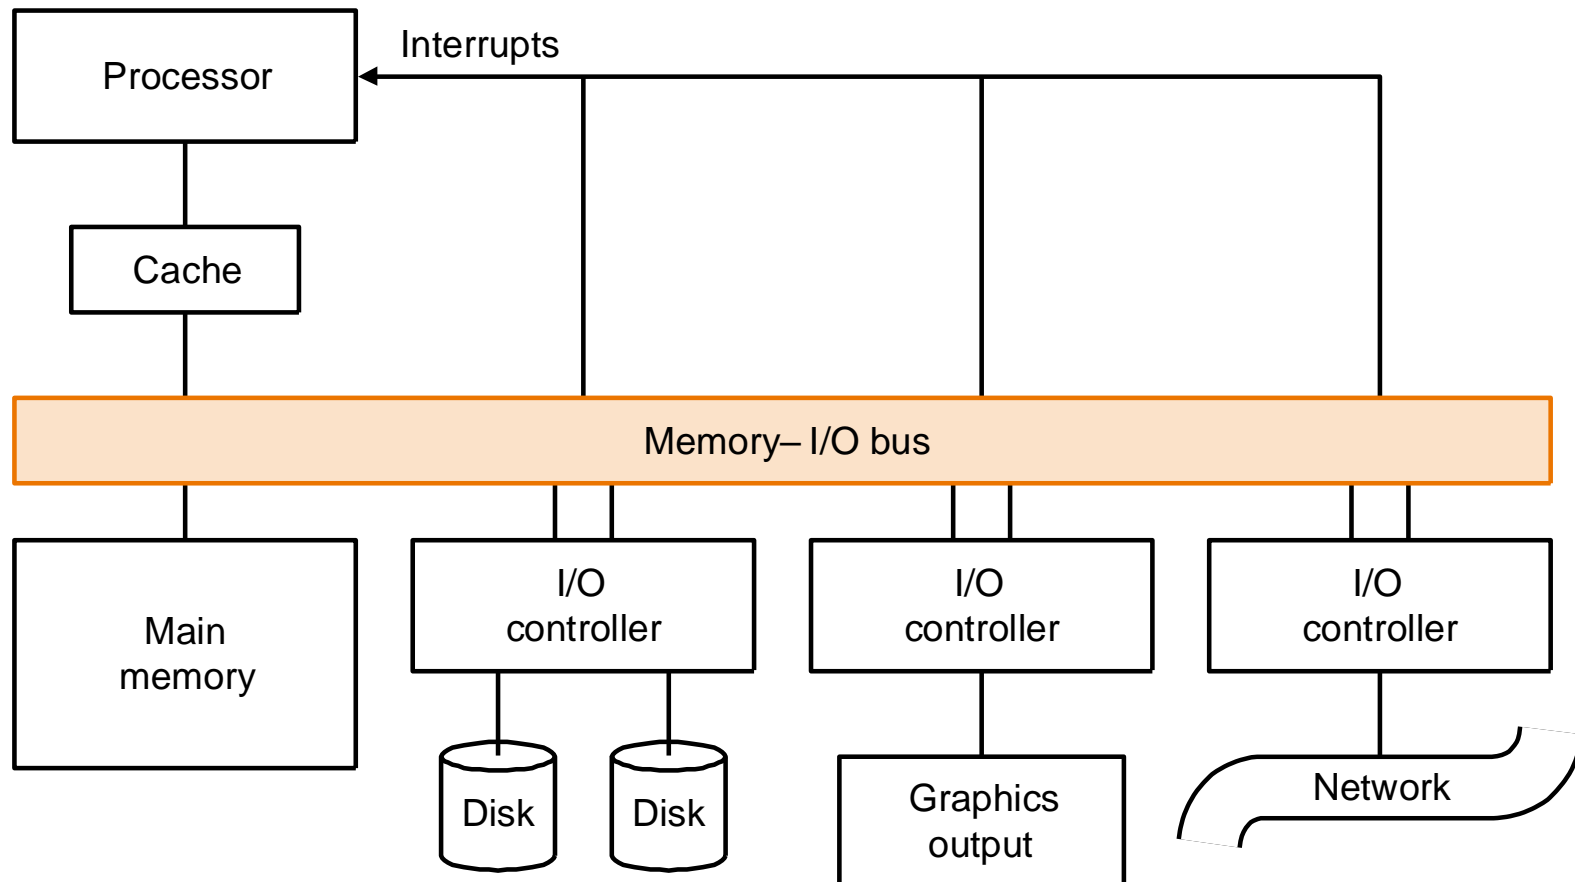 Interrupts
Processor
Cache
Memory– I/O bus
Main
memory
I/O
controller
I/O
controller
I/O
controller
Disk
Disk
Graphics
output
Network